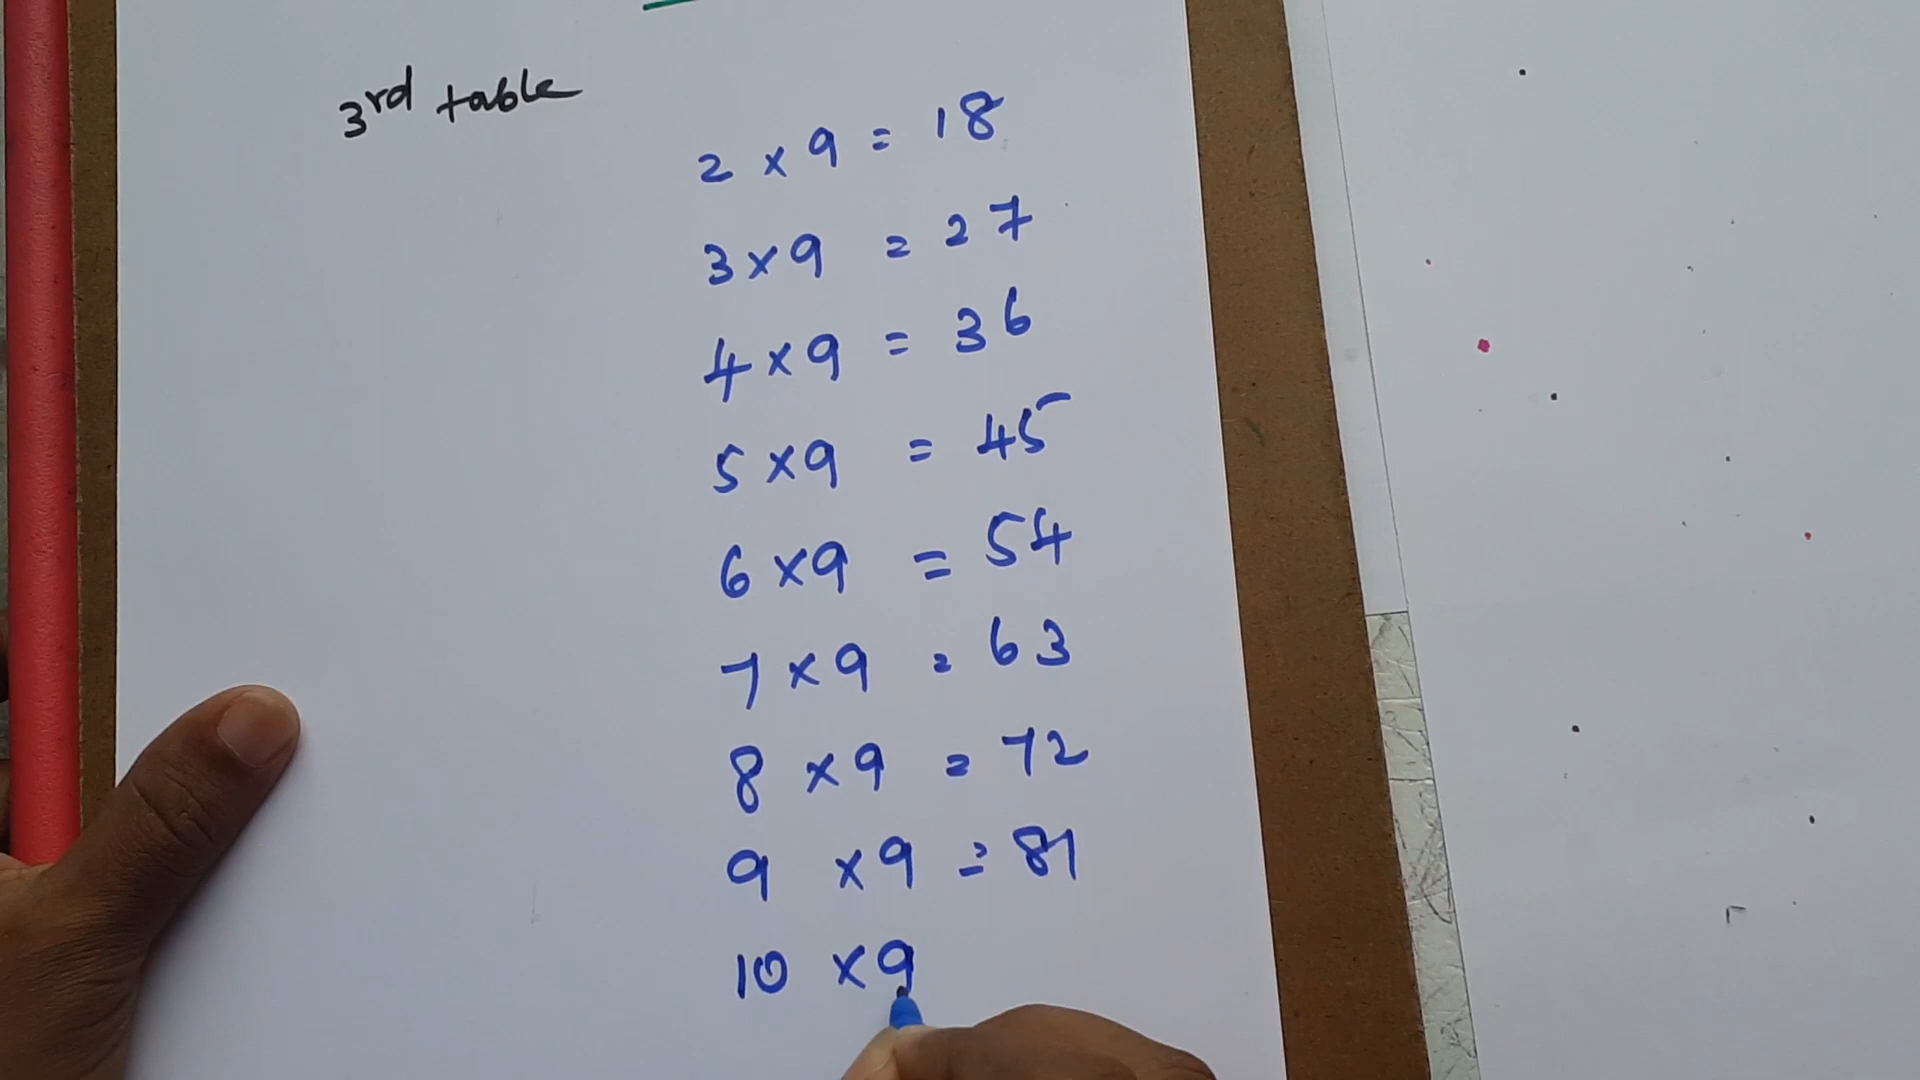 3rd table
2 x 9 = 18
3 x 9 = 27
4 x 9 = 36
5 x 9 = 45
6 x 9 = 54
7 x 9 = 63
8 x 9 = 72
9 x 9 = 81
10 x 9